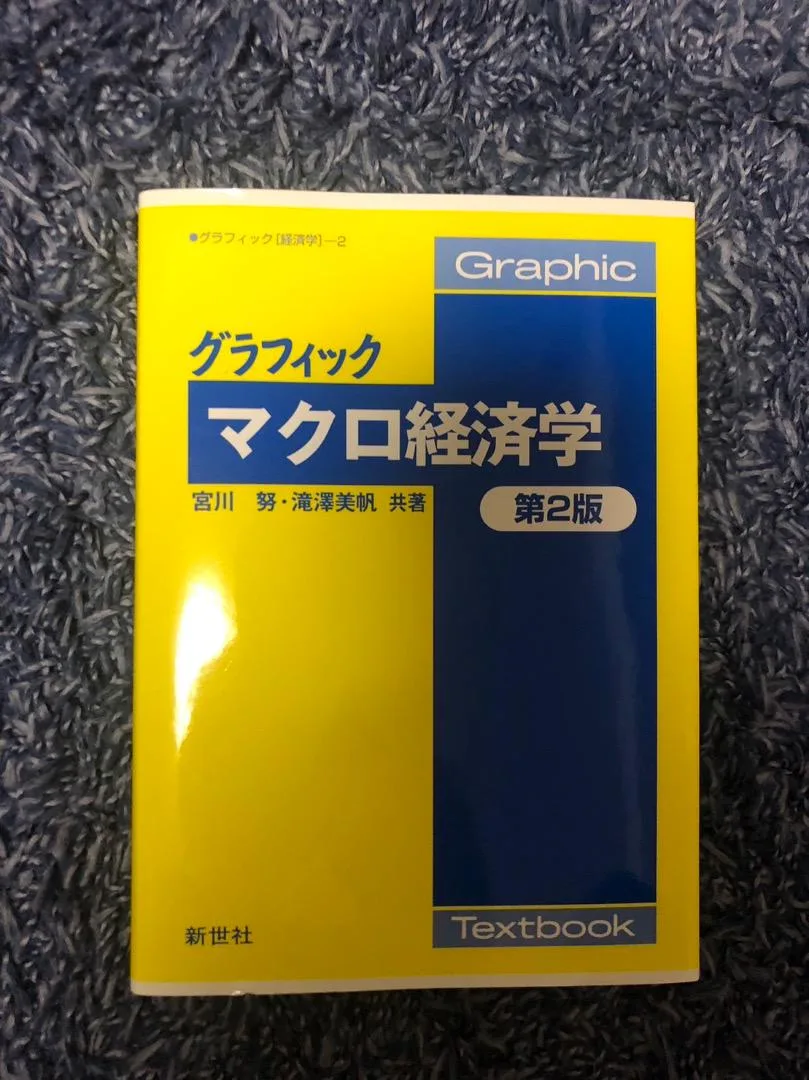 ●グラフィック[経済学]―2
Graphic
グラフィック
マクロ経済学
宮川 努・滝澤美帆 共著
第2版
新世社
Textbook